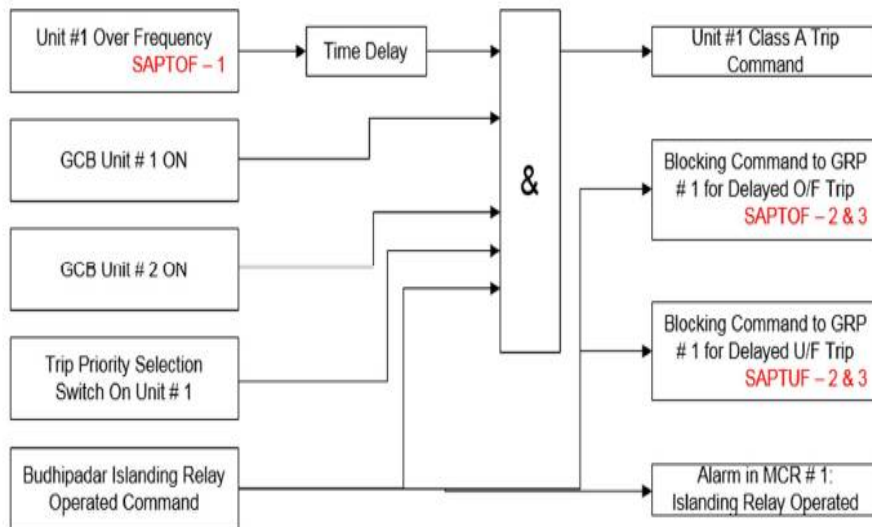 Unit #1 Over Frequency
SAPTOF – 1
Time Delay
Unit #1 Class A Trip
Command
GCB Unit # 1 ON
&
Blocking Command to GRP
# 1 for Delayed O/F Trip
SAPTOF – 2 & 3
GCB Unit # 2 ON
Blocking Command to GRP
# 1 for Delayed U/F Trip
SAPTUF – 2 & 3
Trip Priority Selection
Switch On Unit # 1
Budhipadar Islanding Relay
Operated Command
Alarm in MCR # 1:
Islanding Relay Operated